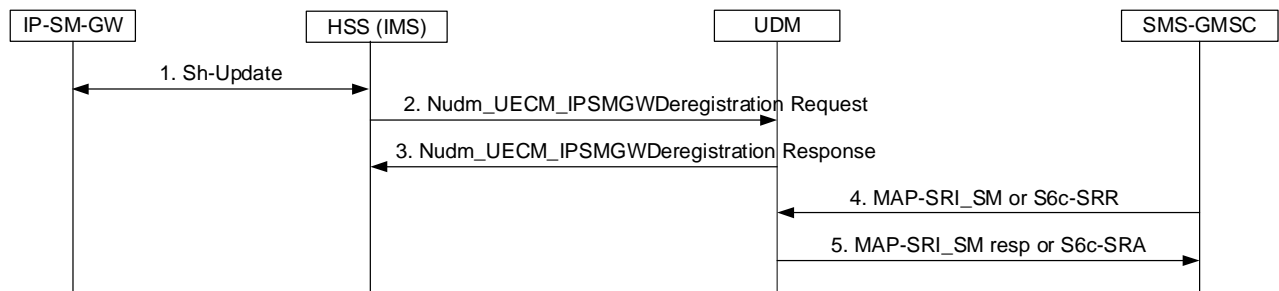 IP-SM-GW
HSS (IMS)
UDM
SMS-GMSC
1. Sh-Update
2. Nudm_UECM_IPSMGWDeregistration Request
3. Nudm_UECM_IPSMGWDeregistration Response
4. MAP-SRI_SM or S6c-SRR
5. MAP-SRI_SM resp or S6c-SRA